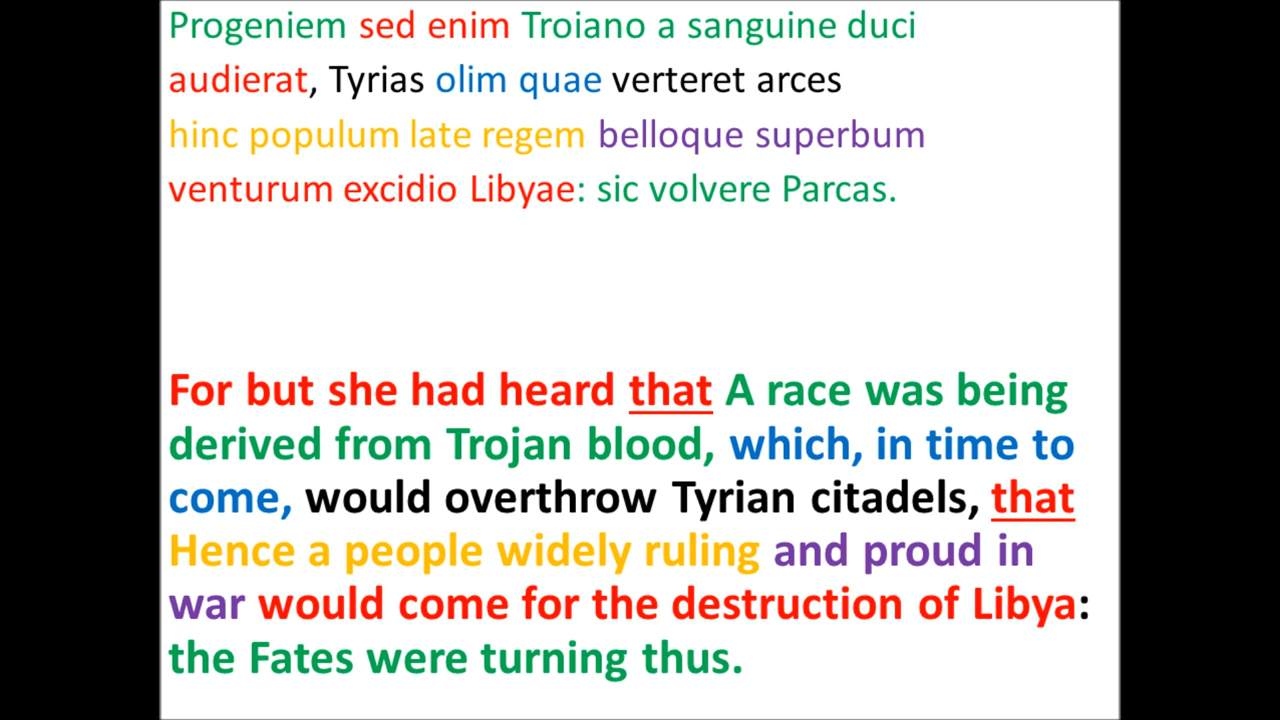 Progeniem sed enim Troiano a sanguine duci
audierat, Tyrias olim quae verteret arces
hinc populum late regem belloque superbum
venturum excidio Libyae: sic volvere Parcas.
For but she had heard that A race was being
derived from Trojan blood, which, in time to
come, would overthrow Tyrian citadels, that
Hence a people widely ruling and proud in
war would come for the destruction of Libya:
the Fates were turning thus.